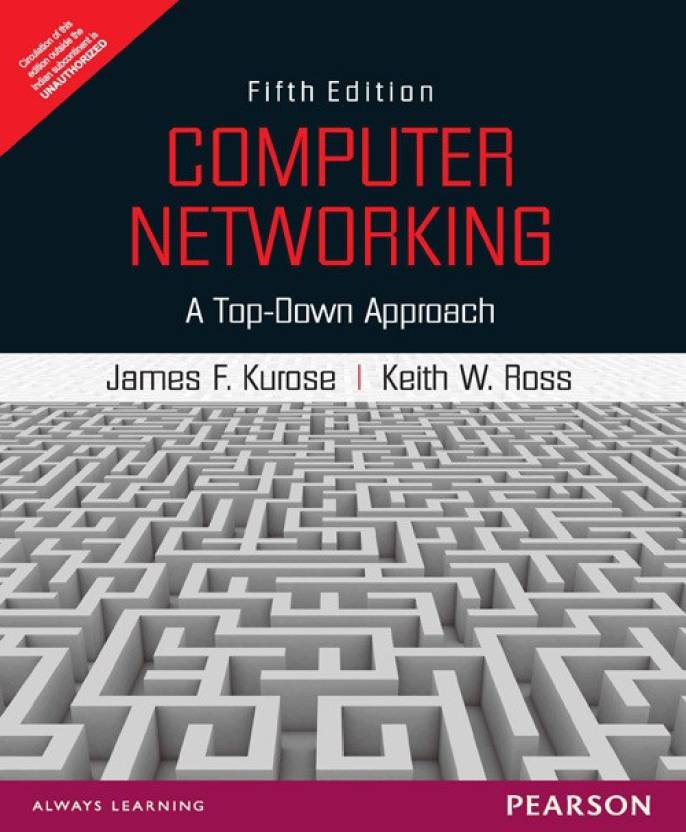 Circulation of this
edition outside the
Indian subcontinent is
UNAUTHORIZED
Fifth Edition
COMPUTER
NETWORKING
A Top-Down Approach
James F. Kurose | Keith W. Ross
ALWAYS LEARNING
PEARSON